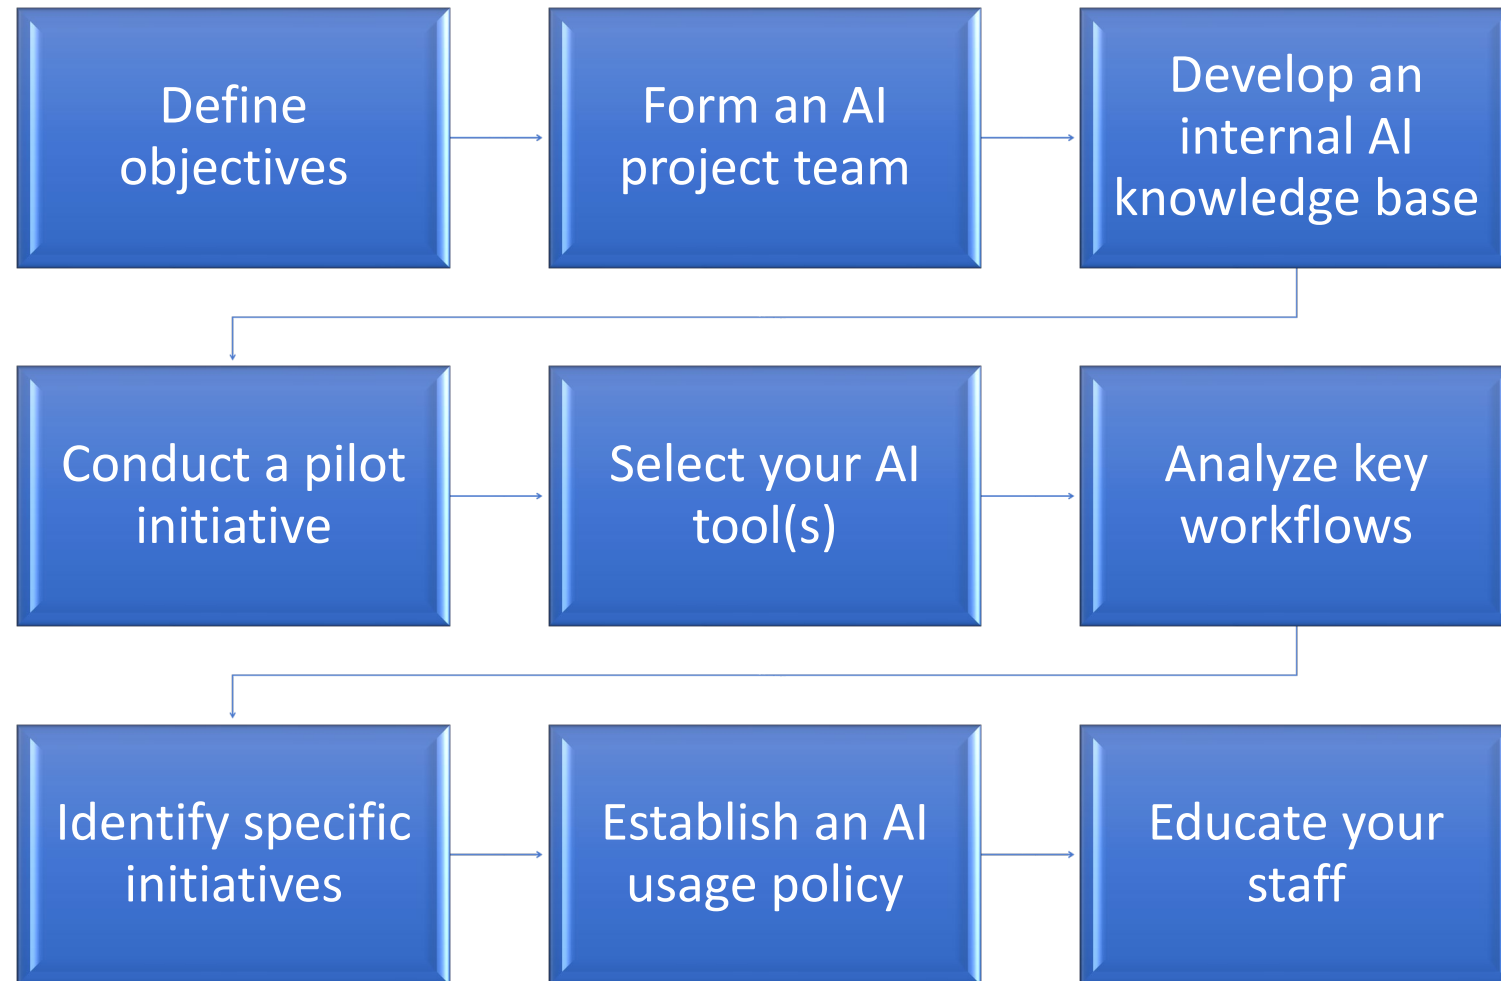 Define
objectives
Form an AI
project team
Develop an
internal AI
knowledge base
Conduct a pilot
initiative
Select your AI
tool(s)
Analyze key
workflows
Identify specific
initiatives
Establish an AI
usage policy
Educate your
staff